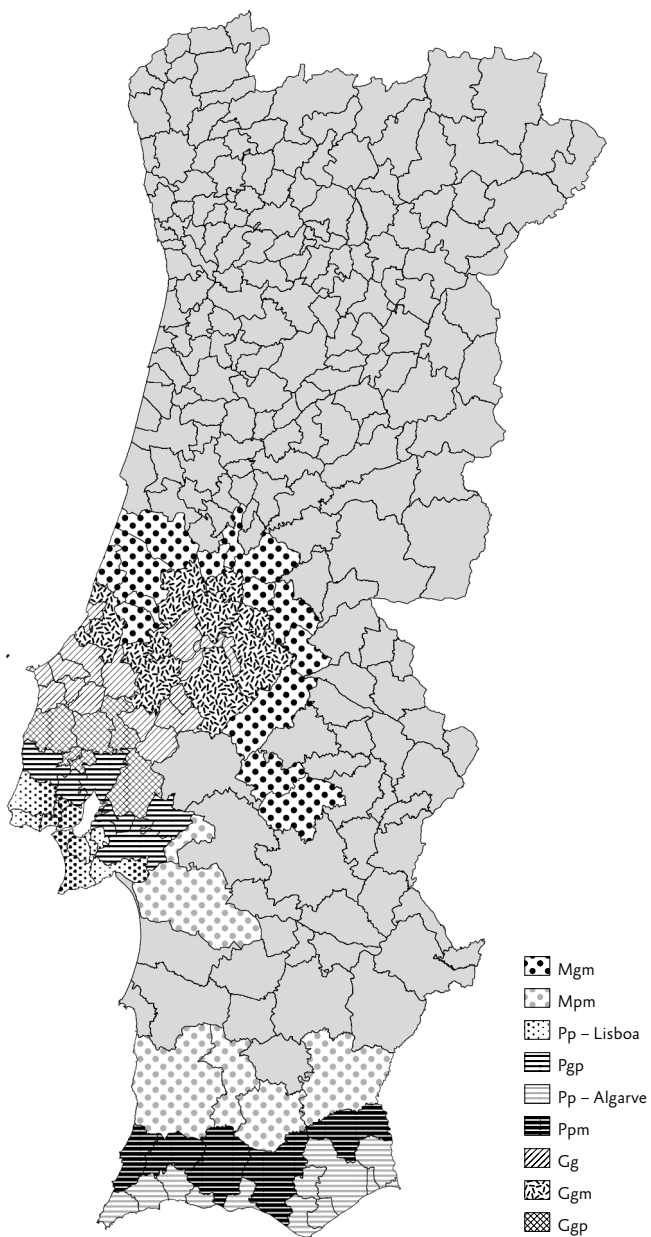 Mgm
Mpm
Pp – Lisboa
Pgp
Pp – Algarve
Ppm
Gg
Ggm
Ggp